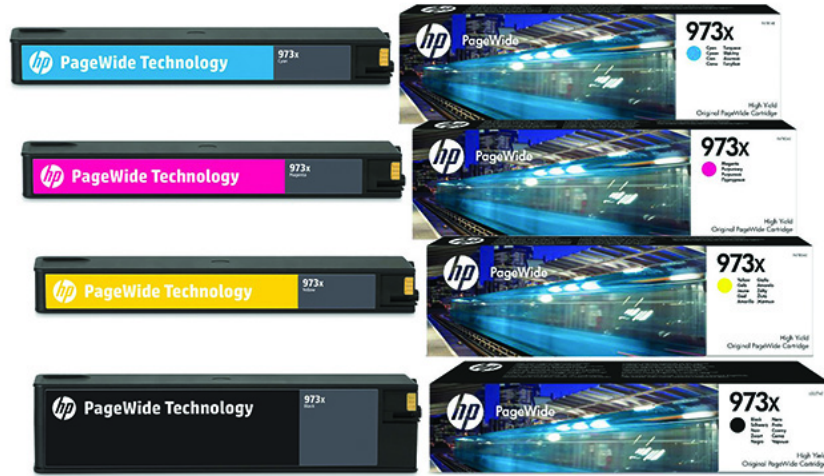 hp PageWide Technology 973x
Cyan
hp PageWide
973x
High Yield
Original PageWide Cartridge
hp PageWide Technology 973x
Magenta
hp PageWide
973x
Magenta
High Yield
Original PageWide Cartridge
hp PageWide Technology 973x
Yellow
hp PageWide
973x
Yellow
High Yield
Original PageWide Cartridge
hp PageWide Technology 973x
Black
hp PageWide
973x
Black
High Yield
Original PageWide Cartridge